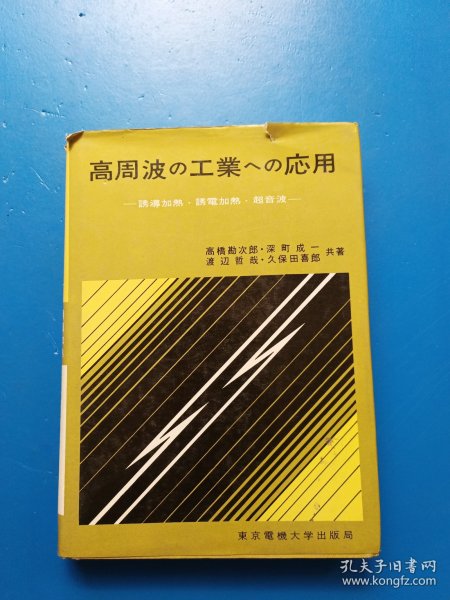 高周波の工業への応用
―誘導加熱・誘電加熱・超音波―
高橋勘次郎・深町成一
渡辺哲哉・久保田喜郎
共著
東京電機大学出版局
孔夫子旧书网
www.kongfz.com